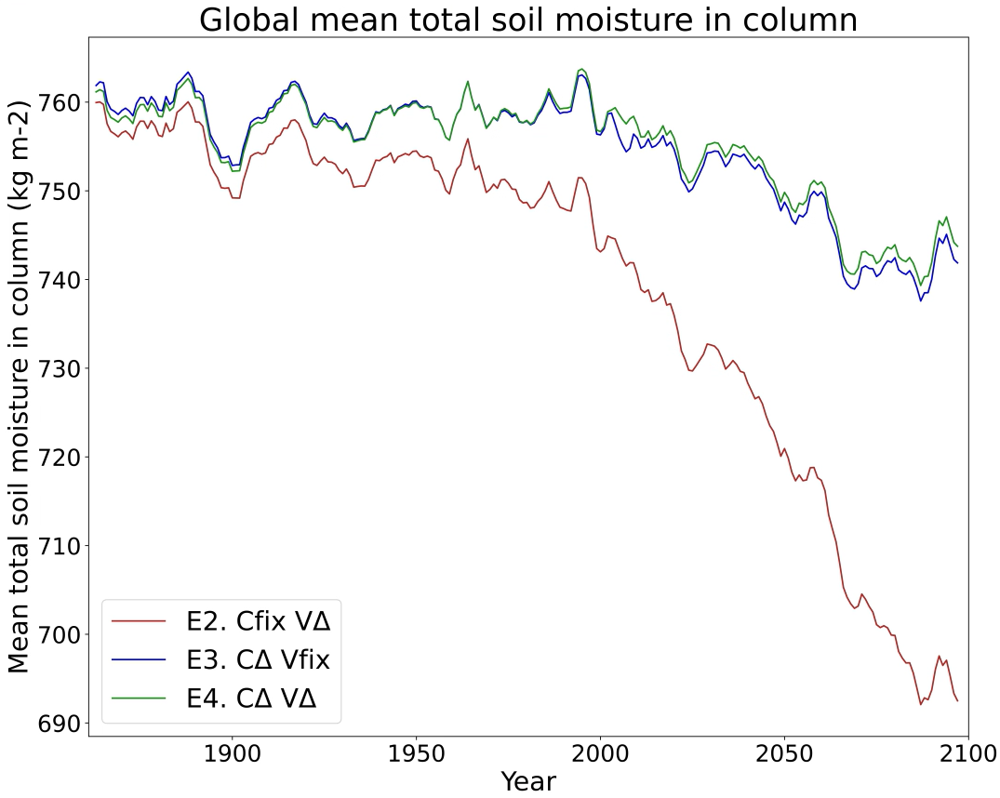 Global mean total soil moisture in column
Mean total soil moisture in column (kg m-2)
760
750
740
730
720
710
700
690
E2. Cfix VΔ
E3. CΔ Vfix
E4. CΔ VΔ
1900
1950
2000
2050
2100
Year